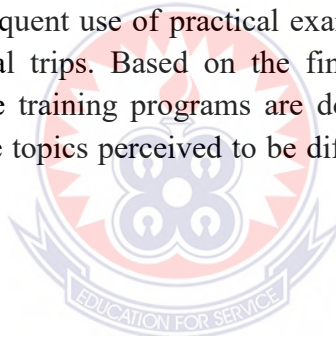 quent use of practical exam
al trips. Based on the fin
e training programs are de
e topics perceived to be dif
EDUCATION FOR SERVICE